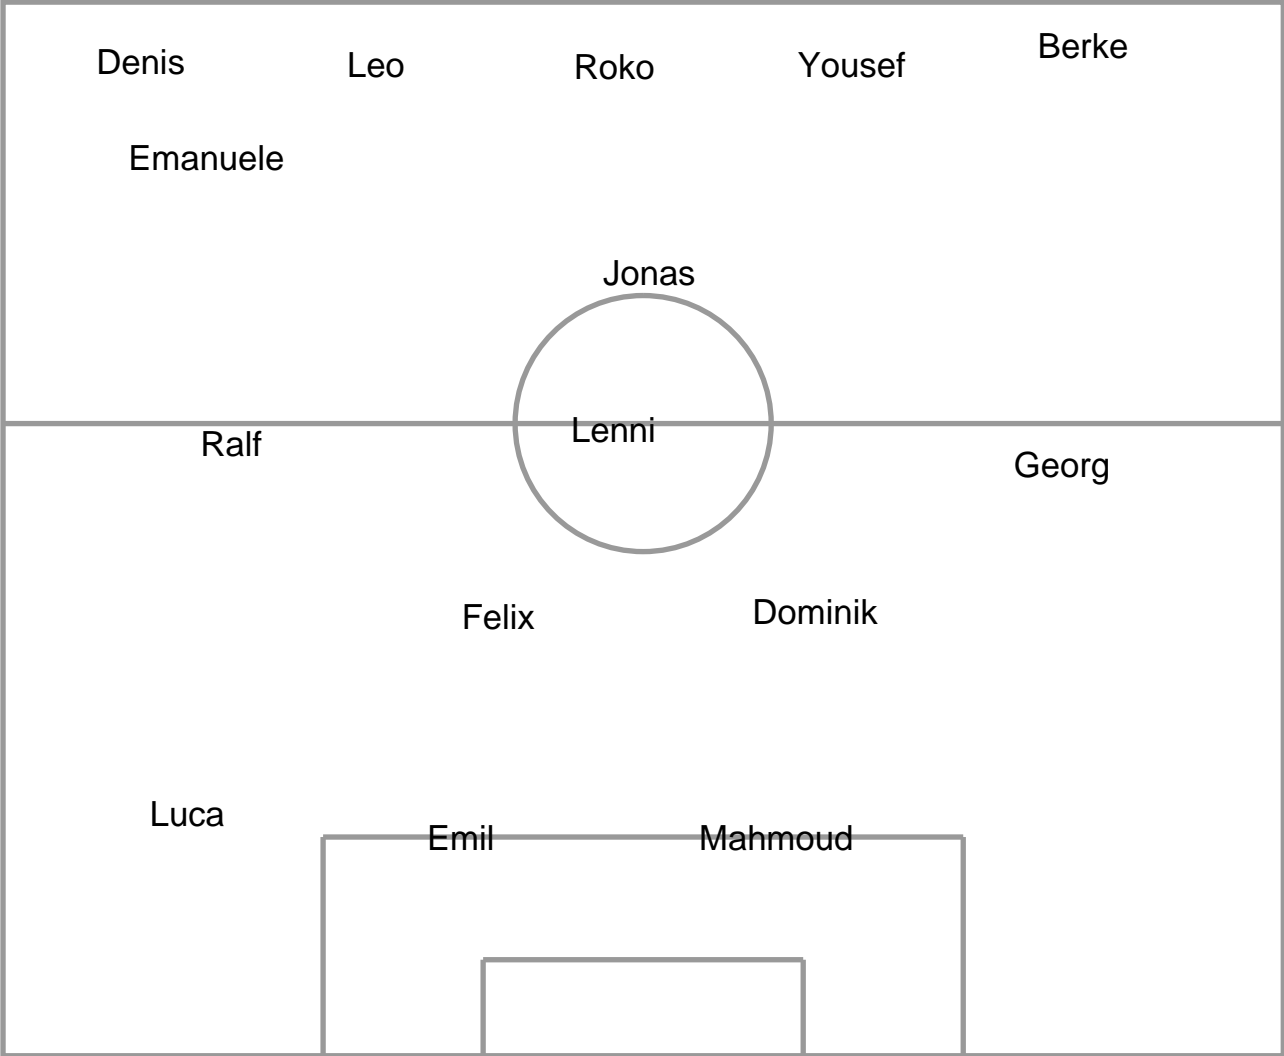 Denis Leo Roko Yousef Berke
Emanuele
Jonas
Ralf Lenni Georg
Felix Dominik
Luca Emil Mahmoud